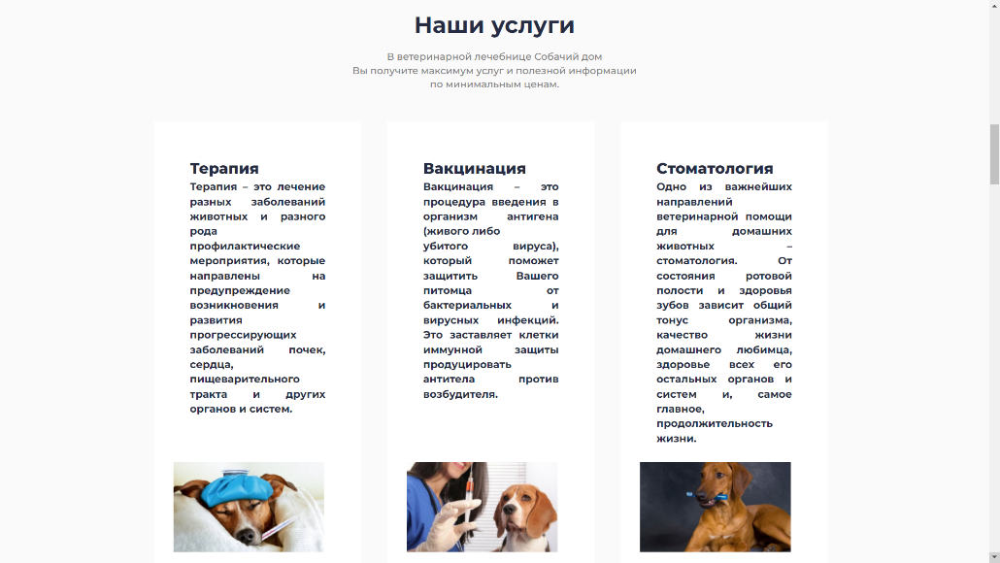 Наши услуги
В ветеринарной лечебнице Собачий дом
Вы получите максимум услуг и полезной информации
по минимальным ценам.
Терапия
Терапия – это лечение
разных заболеваний
животных и разного
рода
профилактические
мероприятия, которые
направлены на
предупреждение
возникновения и
развития
прогрессирующих
заболеваний почек,
сердца,
пищеварительного
тракта и других
органов и систем.
Вакцинация
Вакцинация – это
процедура введения в
организм антигена
(живого либо
убитого вируса),
который поможет
защитить Вашего
питомца от
бактериальных и
вирусных инфекций.
Это заставляет клетки
иммунной защиты
продуцировать
антитела против
возбудителя.
Стоматология
Одно из важнейших
направлений
ветеринарной помощи
для домашних
животных –
стоматология. От
состояния ротовой
полости и здоровья
зубов зависит общий
тонус организма,
качество жизни
домашнего любимца,
здоровье всех его
остальных органов и
систем и, самое
главное,
продолжительность
жизни.